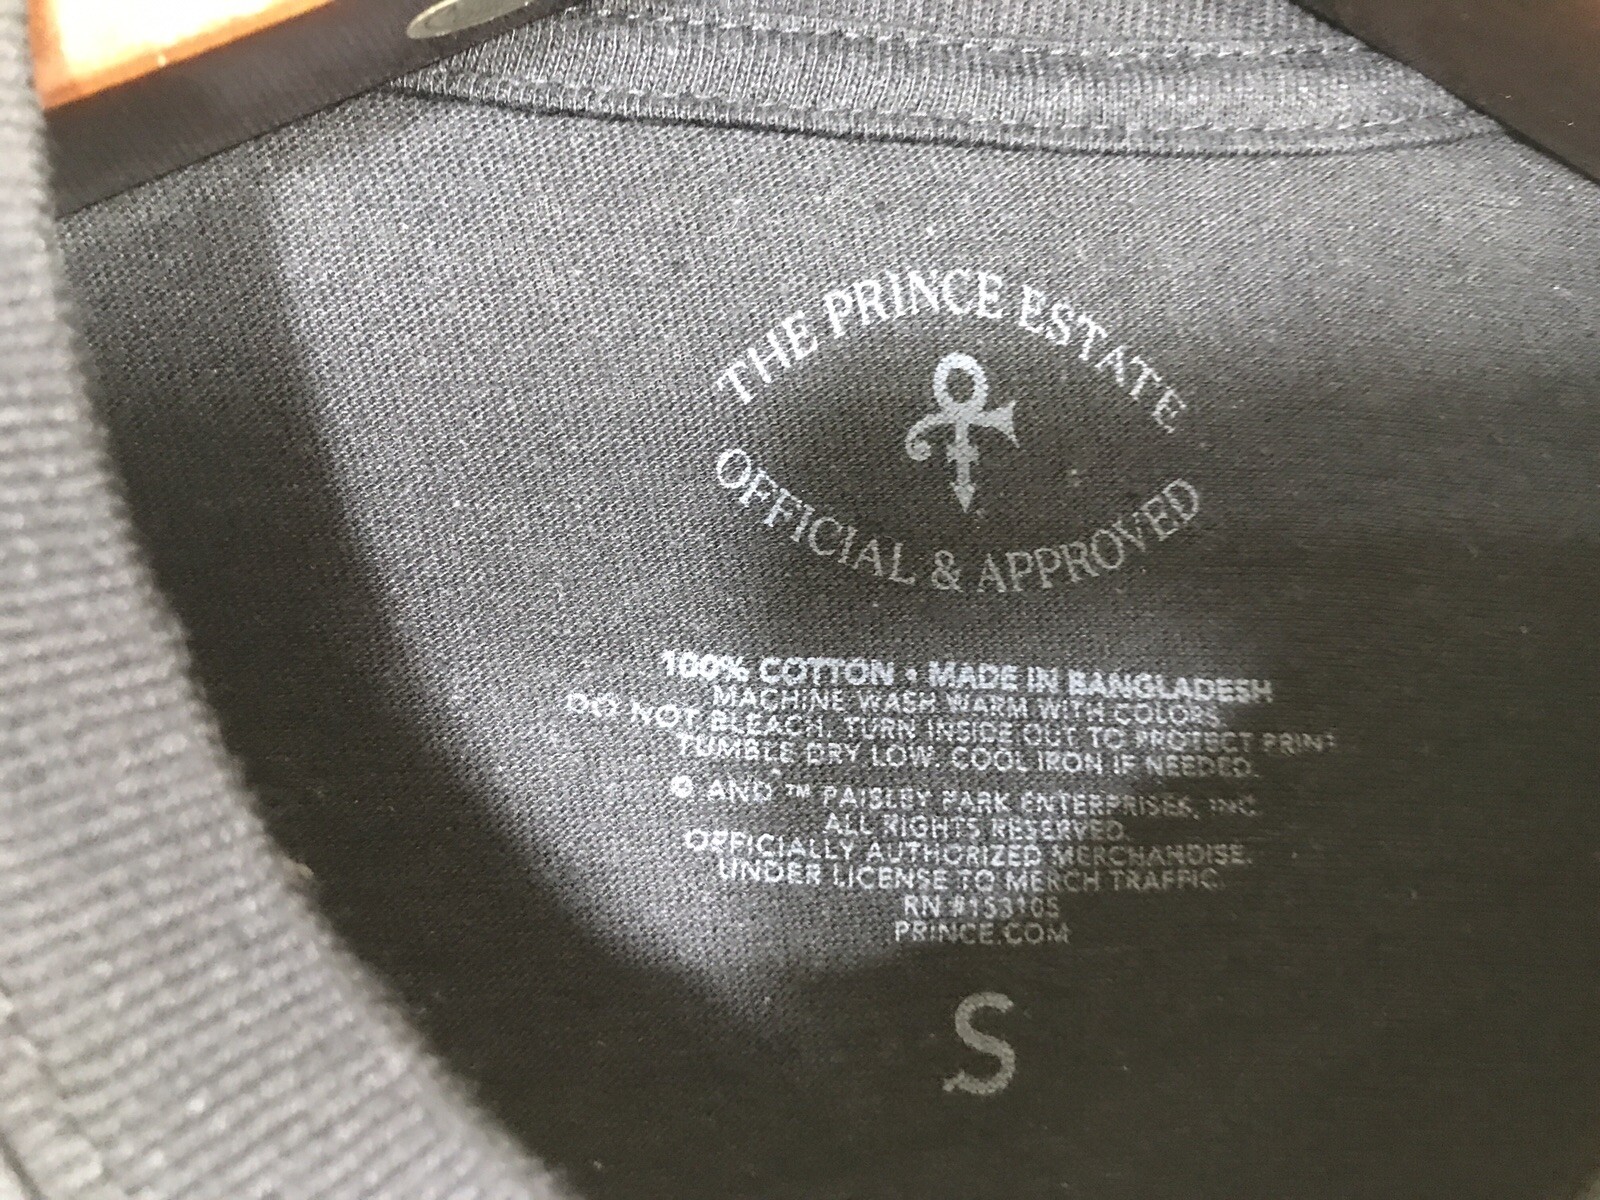 THE PRINCE ESTATE
OFFICIAL & APPROVED
100% COTTON • MADE IN BANGLADESH
MACHINE WASH WARM WITH COLORS.
DO NOT BLEACH. TURN INSIDE OUT TO PROTECT PRINT
TUMBLE DRY LOW. COOL IRON IF NEEDED.
© AND ™ PAISLEY PARK ENTERPRISES, INC.
ALL RIGHTS RESERVED.
OFFICIALLY AUTHORIZED MERCHANDISE.
UNDER LICENSE TO MERCH TRAFFIC.
RN #153105
PRINCE.COM
S